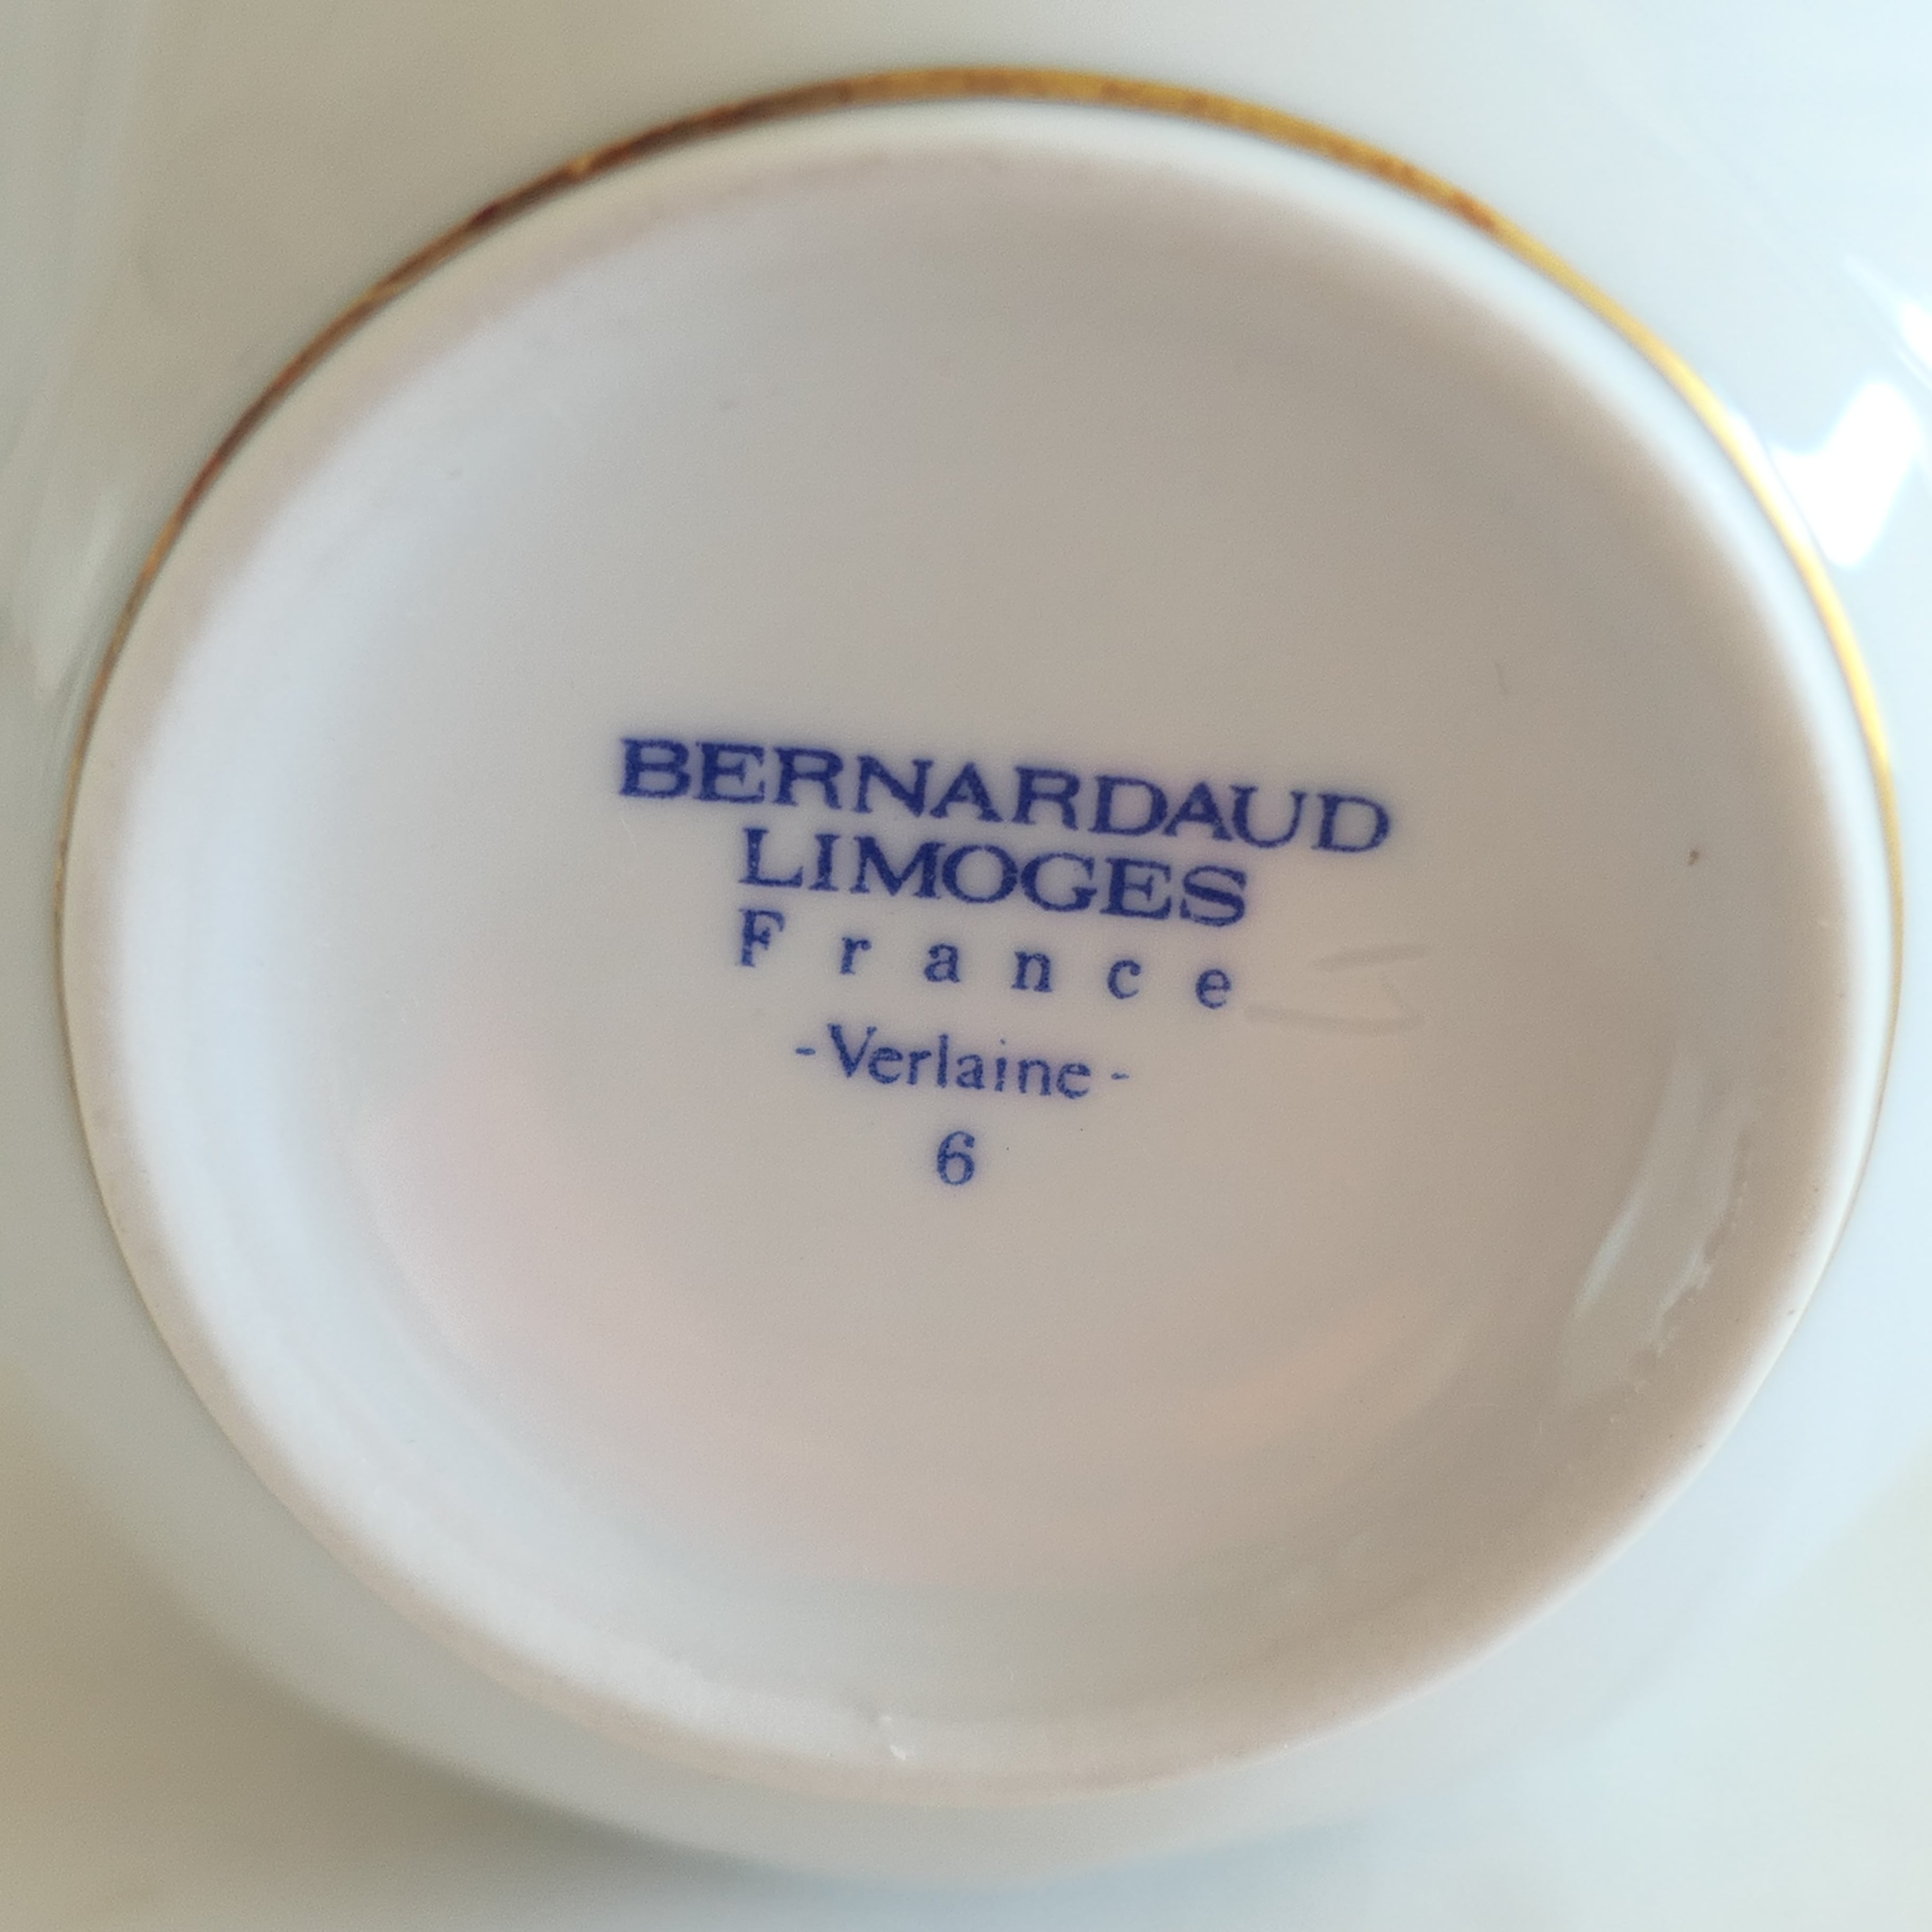 BERNARDAUD
LIMOGES
France
-Verlaine-
6